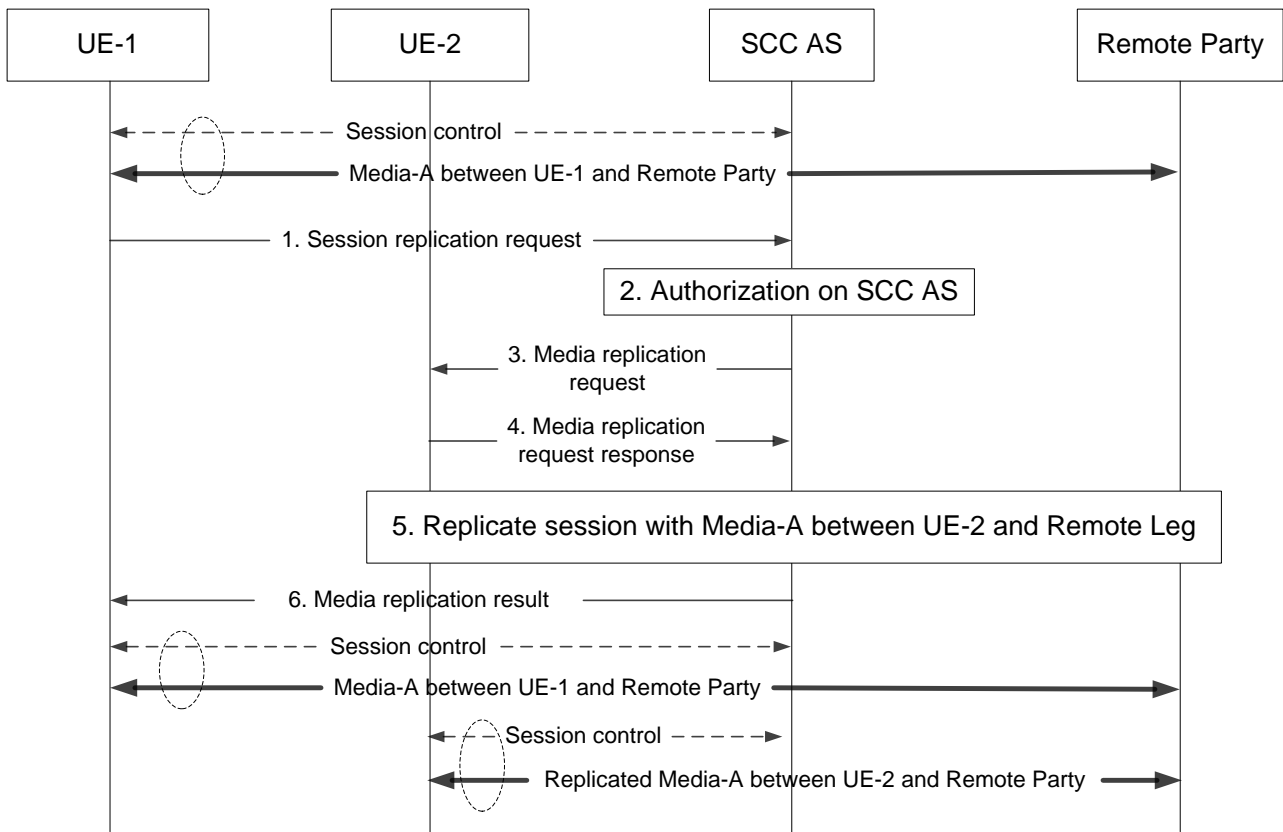 UE-1
UE-2
SCC AS
Remote Party
Session control
Media-A between UE-1 and Remote Party
1. Session replication request
2. Authorization on SCC AS
3. Media replication
request
4. Media replication
request response
5. Replicate session with Media-A between UE-2 and Remote Leg
6. Media replication result
Session control
Media-A between UE-1 and Remote Party
Session control
Replicated Media-A between UE-2 and Remote Party